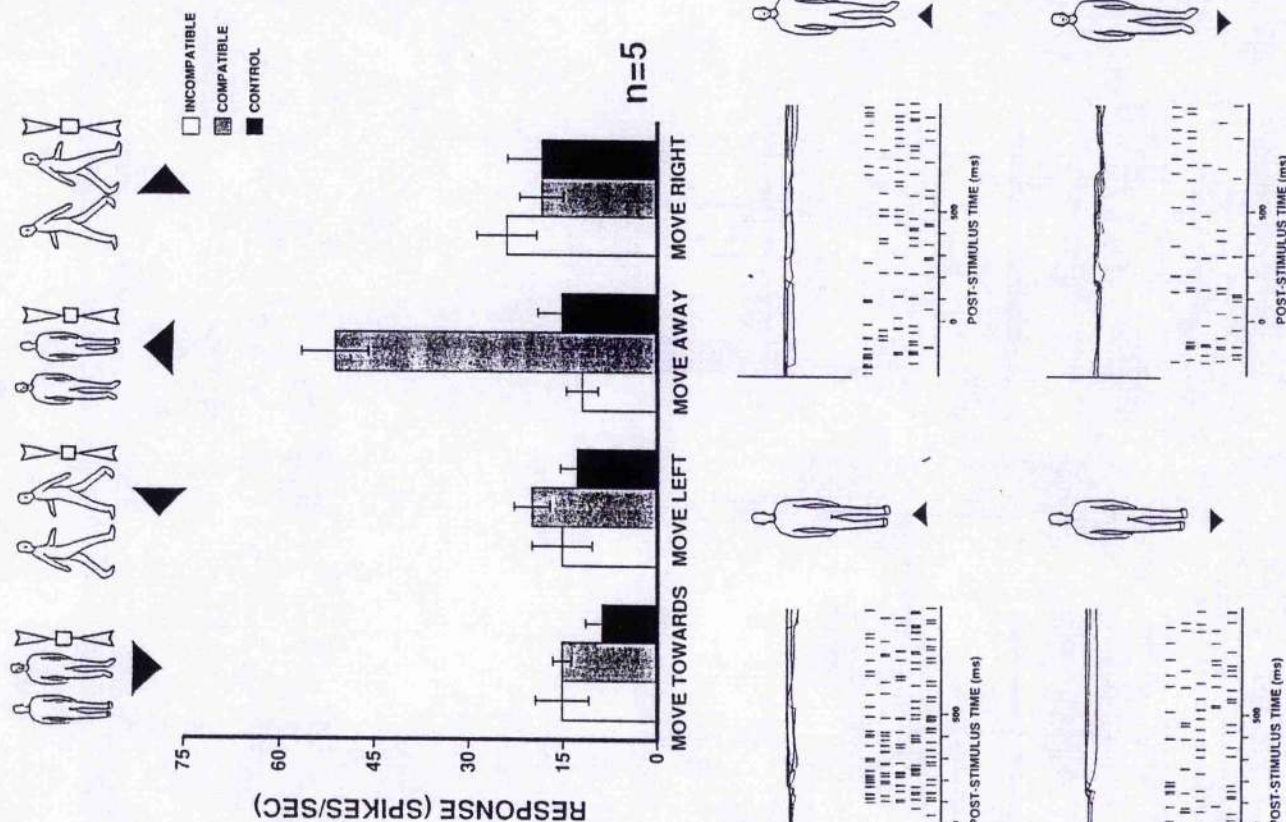 INCOMPATIBLE
COMPATIBLE
CONTROL
n=5
RESPONSE (SPIKES/SEC)
75
60
45
30
15
0
MOVE TOWARDS MOVE LEFT MOVE AWAY MOVE RIGHT
500
POST-STIMULUS TIME (ms)
0 500
POST-STIMULUS TIME (ms)
500
POST-STIMULUS TIME (ms)
0 500
POST-STIMULUS TIME (ms)